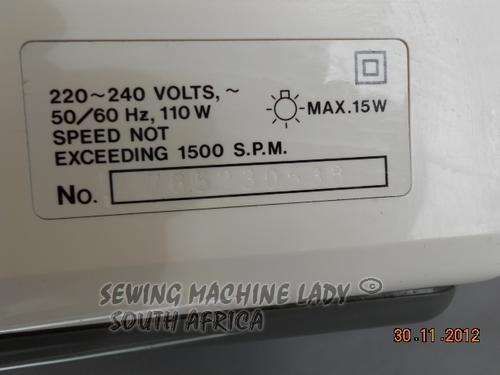 220~240 VOLTS, ~
50/60 Hz, 110 W
SPEED NOT
EXCEEDING 1500 S.P.M.
MAX. 15W
No.
SEWING MACHINE LADY ©
SOUTH AFRICA
30.11.2012